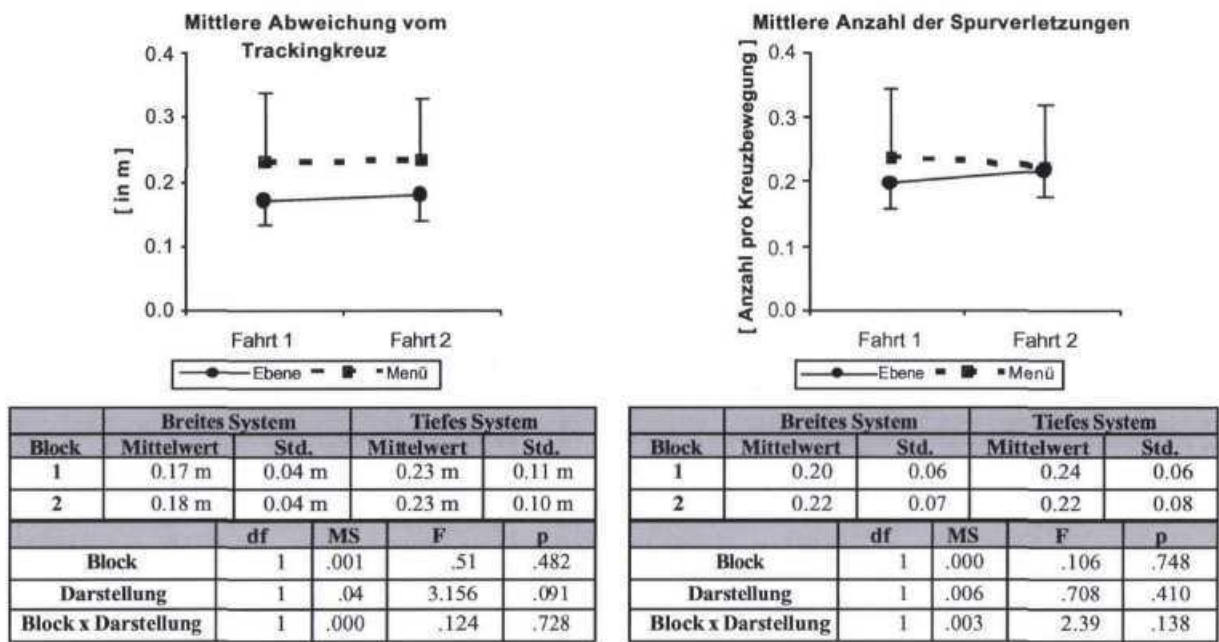 Mittlere Abweichung vom
Trackingkreuz
[ in m ]
0.4
0.3
0.2
0.1
0.0
Fahrt 1 Fahrt 2
Ebene Menü
Breites System Tiefes System
Block Mittelwert Std. Mittelwert Std.
1 0.17 m 0.04 m 0.23 m 0.11 m
2 0.18 m 0.04 m 0.23 m 0.10 m
df MS F p
Block 1 .001 .51 .482
Darstellung 1 .04 3.156 .091
Block x Darstellung 1 .000 .124 .728
Mittlere Anzahl der Spurverletzungen
[ Anzahl pro Kreuzbewegung ]
0.4
0.3
0.2
0.1
0.0
Fahrt 1 Fahrt 2
Ebene Menü
Breites System Tiefes System
Block Mittelwert Std. Mittelwert Std.
1 0.20 0.06 0.24 0.06
2 0.22 0.07 0.22 0.08
df MS F p
Block 1 .000 .106 .748
Darstellung 1 .006 .708 .410
Block x Darstellung 1 .003 2.39 .138